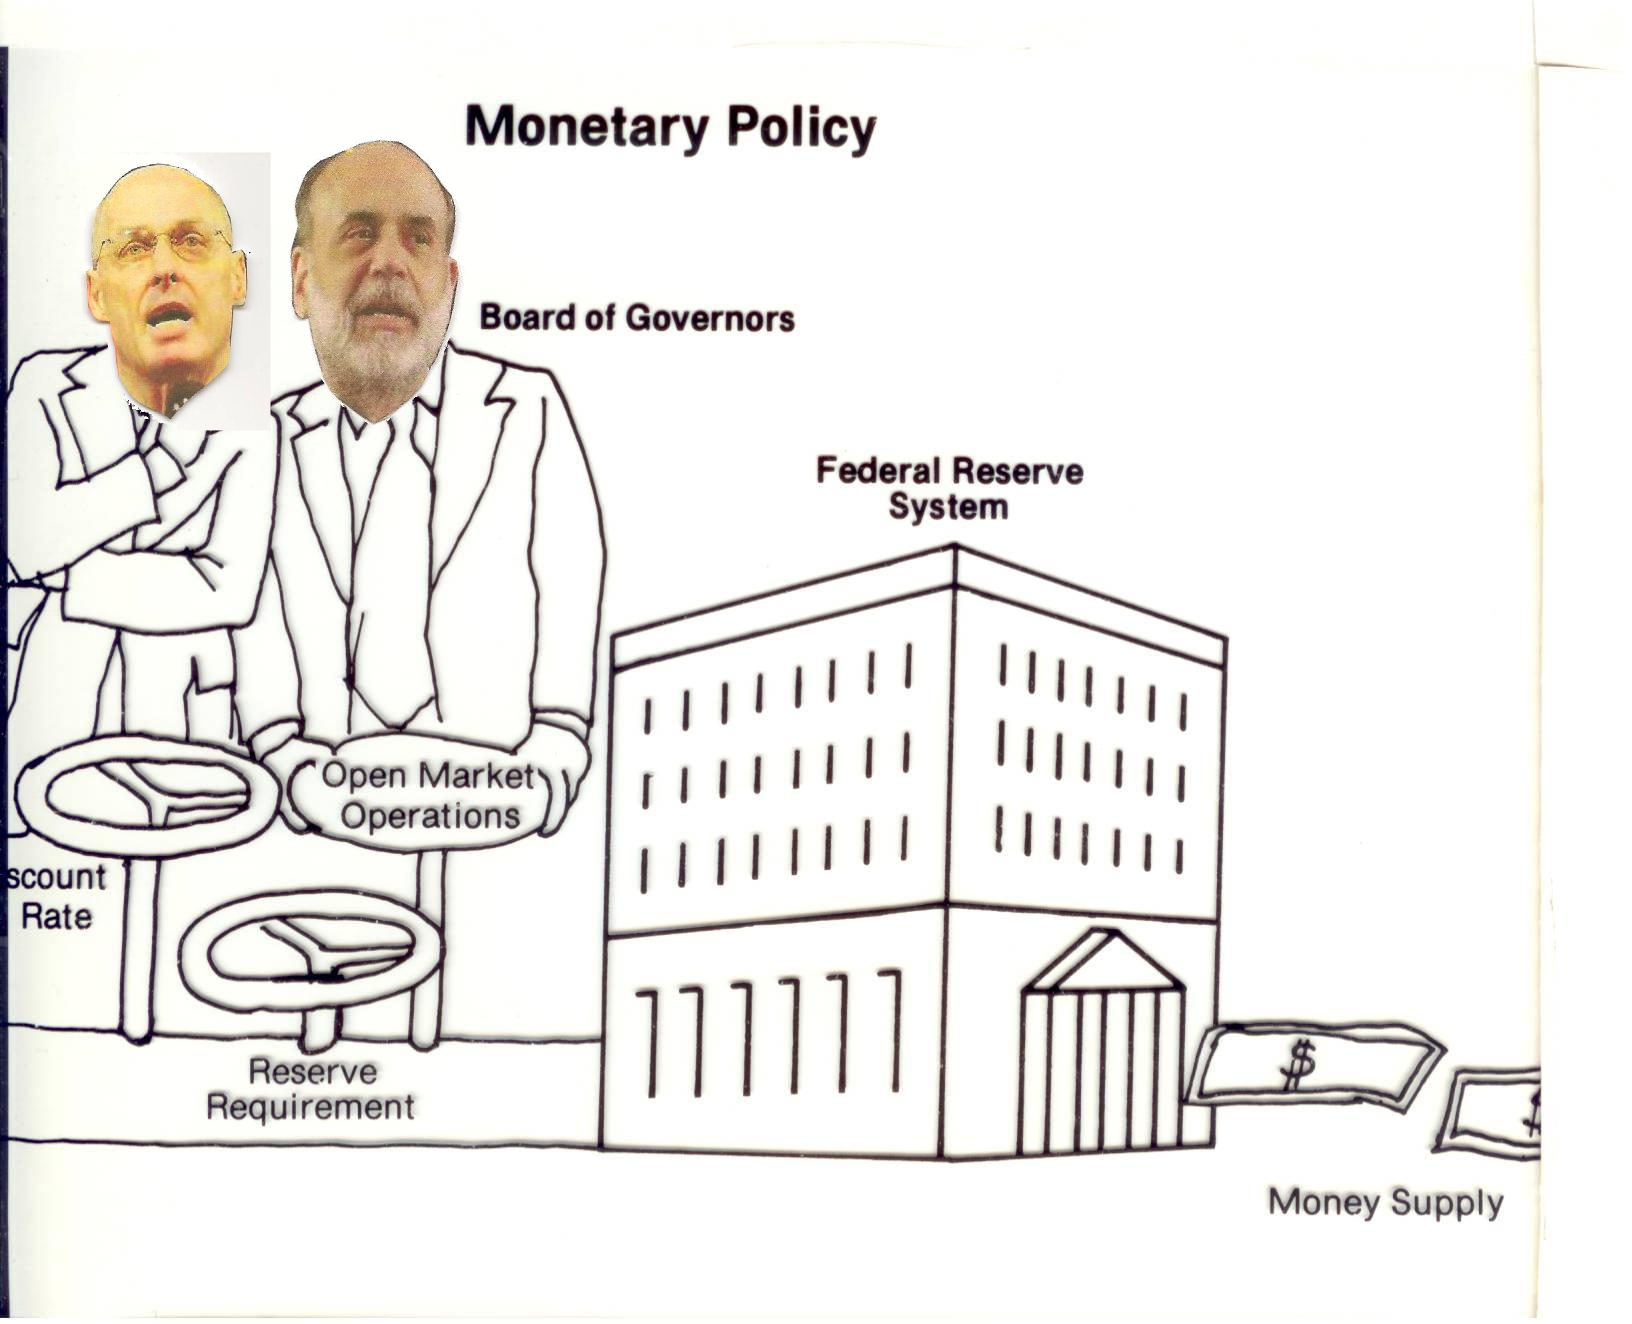 Monetary Policy
Board of Governors
Federal Reserve
System
Open Market
Operations
scount
Rate
Reserve
Requirement
$
$
Money Supply